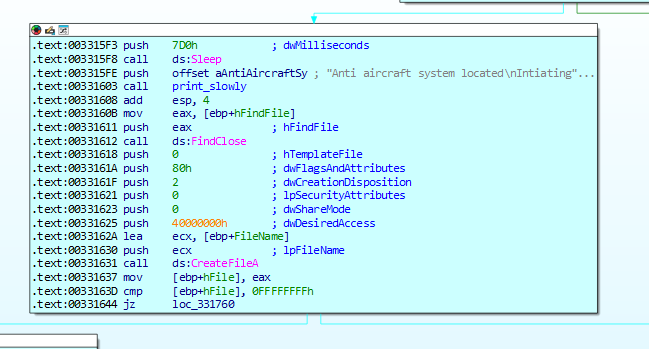 .text:003315F3 push 7D0h ; dwMilliseconds
.text:003315F8 call ds:Sleep
.text:003315FE push offset aAntiAircraftSy ; "Anti aircraft system located\nIntiating"...
.text:00331603 call print_slowly
.text:00331608 add esp, 4
.text:0033160B mov eax, [ebp+hFindFile]
.text:00331611 push eax ; hFindFile
.text:00331612 call ds:FindClose
.text:00331618 push 0 ; hTemplateFile
.text:0033161A push 80h ; dwFlagsAndAttributes
.text:0033161F push 2 ; dwCreationDisposition
.text:00331621 push 0 ; lpSecurityAttributes
.text:00331623 push 0 ; dwShareMode
.text:00331625 push 40000000h ; dwDesiredAccess
.text:0033162A lea ecx, [ebp+FileName]
.text:00331630 push ecx ; lpFileName
.text:00331631 call ds:CreateFileA
.text:00331637 mov [ebp+hFile], eax
.text:0033163D cmp [ebp+hFile], 0FFFFFFFFh
.text:00331644 jz loc_331760